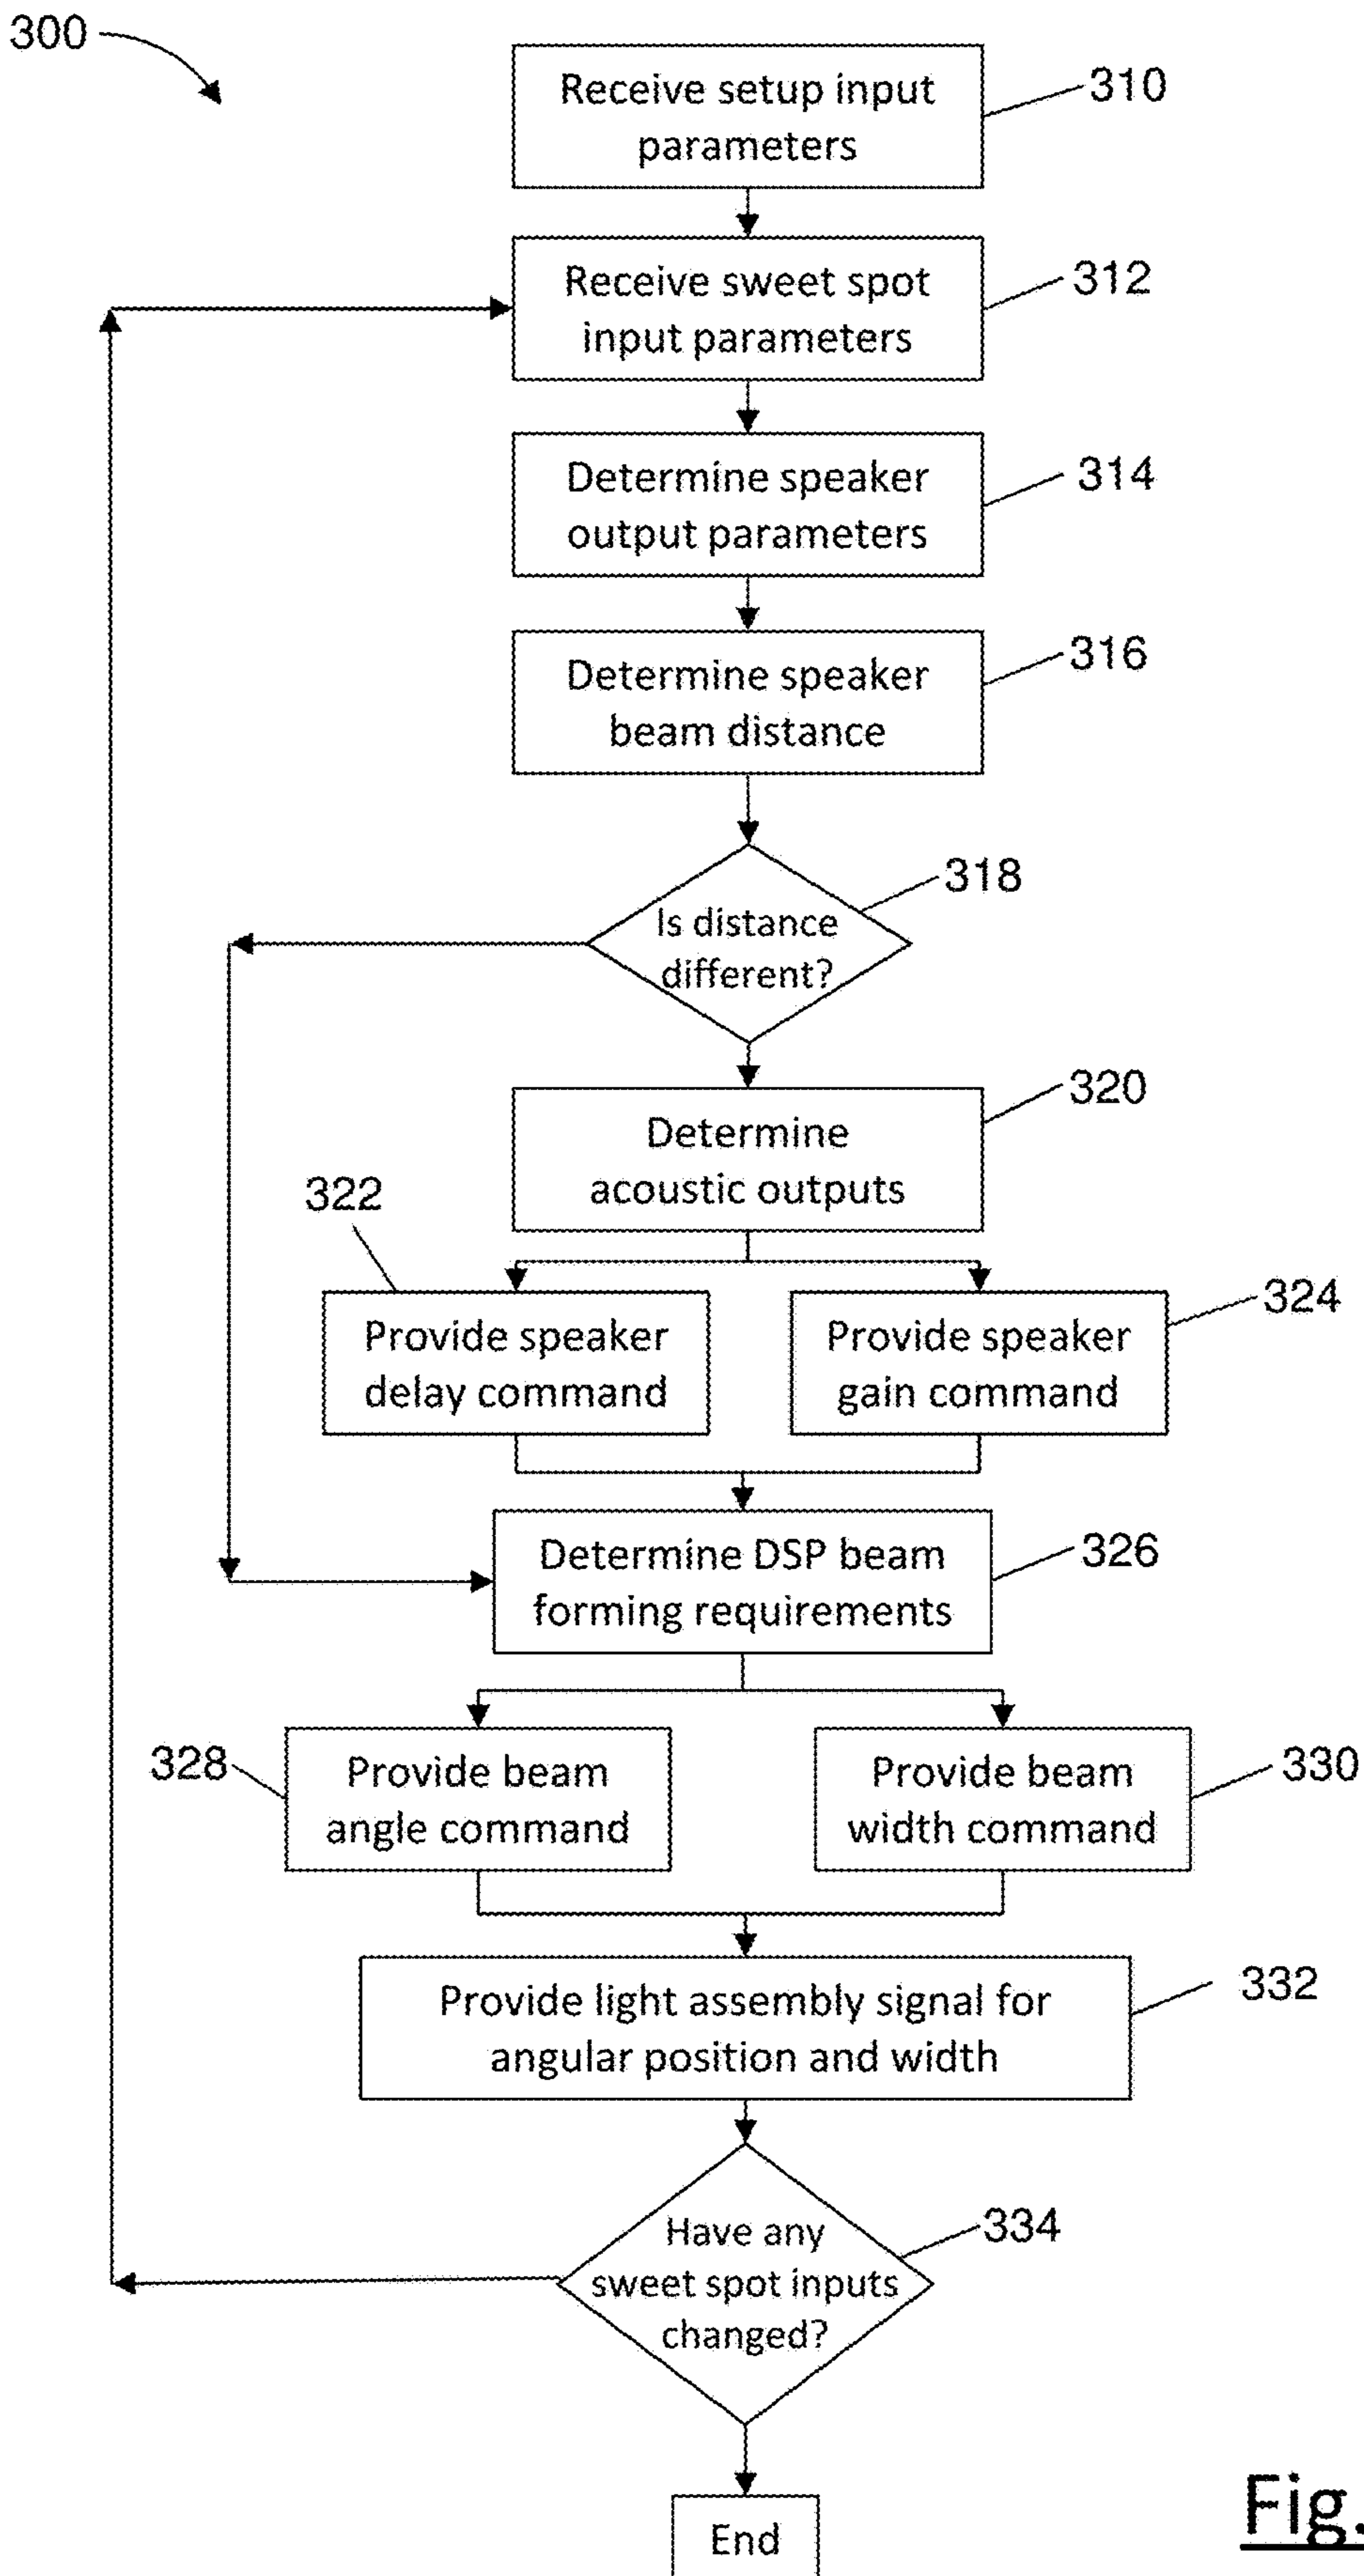 300
Receive setup input
parameters
310
Receive sweet spot
input parameters
312
Determine speaker
output parameters
314
Determine speaker
beam distance
316
Is distance
different?
318
Determine
acoustic outputs
320
322
Provide speaker
delay command
Provide speaker
gain command
324
Determine DSP beam
forming requirements
326
328
Provide beam
angle command
Provide beam
width command
330
Provide light assembly signal for
angular position and width
332
Have any
sweet spot inputs
changed?
334
End
Fig.